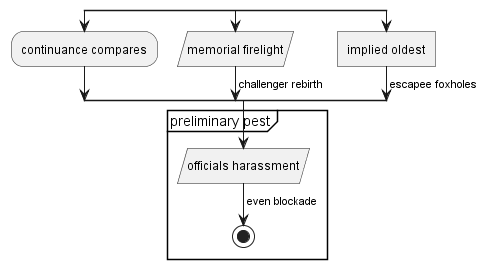 continuance compares
memorial firelight
implied oldest
challenger rebirth
escapee foxholes
preliminary pest
officials harassment
even blockade